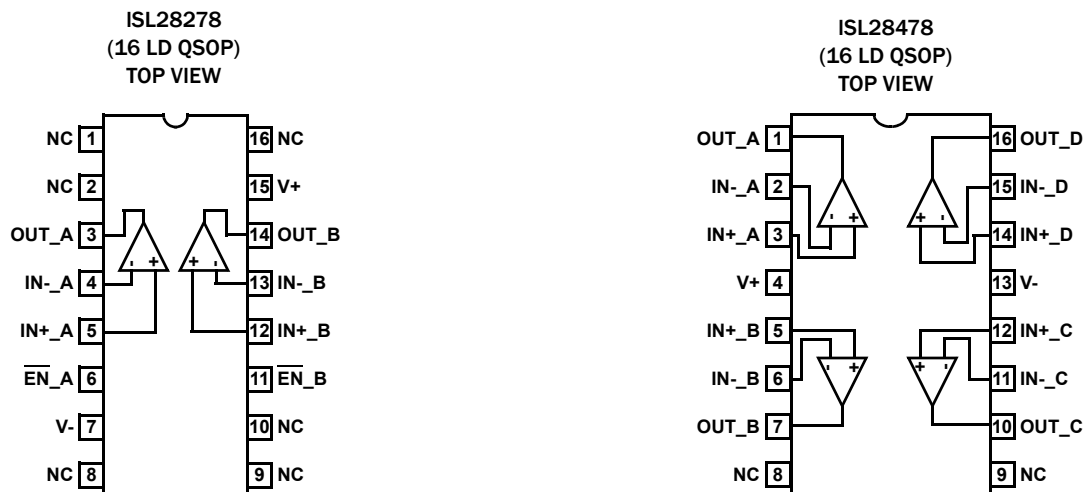 ISL28278
(16 LD QSOP)
TOP VIEW
NC 1
16 NC
NC 2
15 V+
OUT_A 3
14 OUT_B
IN-_A 4
13 IN-_B
IN+_A 5
12 IN+_B
EN_A 6
11 EN_B
V- 7
10 NC
NC 8
9 NC
- +
+ -
ISL28478
(16 LD QSOP)
TOP VIEW
OUT_A 1
16 OUT_D
IN-_A 2
15 IN-_D
IN+_A 3
14 IN+_D
V+ 4
13 V-
IN+_B 5
12 IN+_C
IN-_B 6
11 IN-_C
OUT_B 7
10 OUT_C
NC 8
9 NC
- +
+ -
- +
+ -